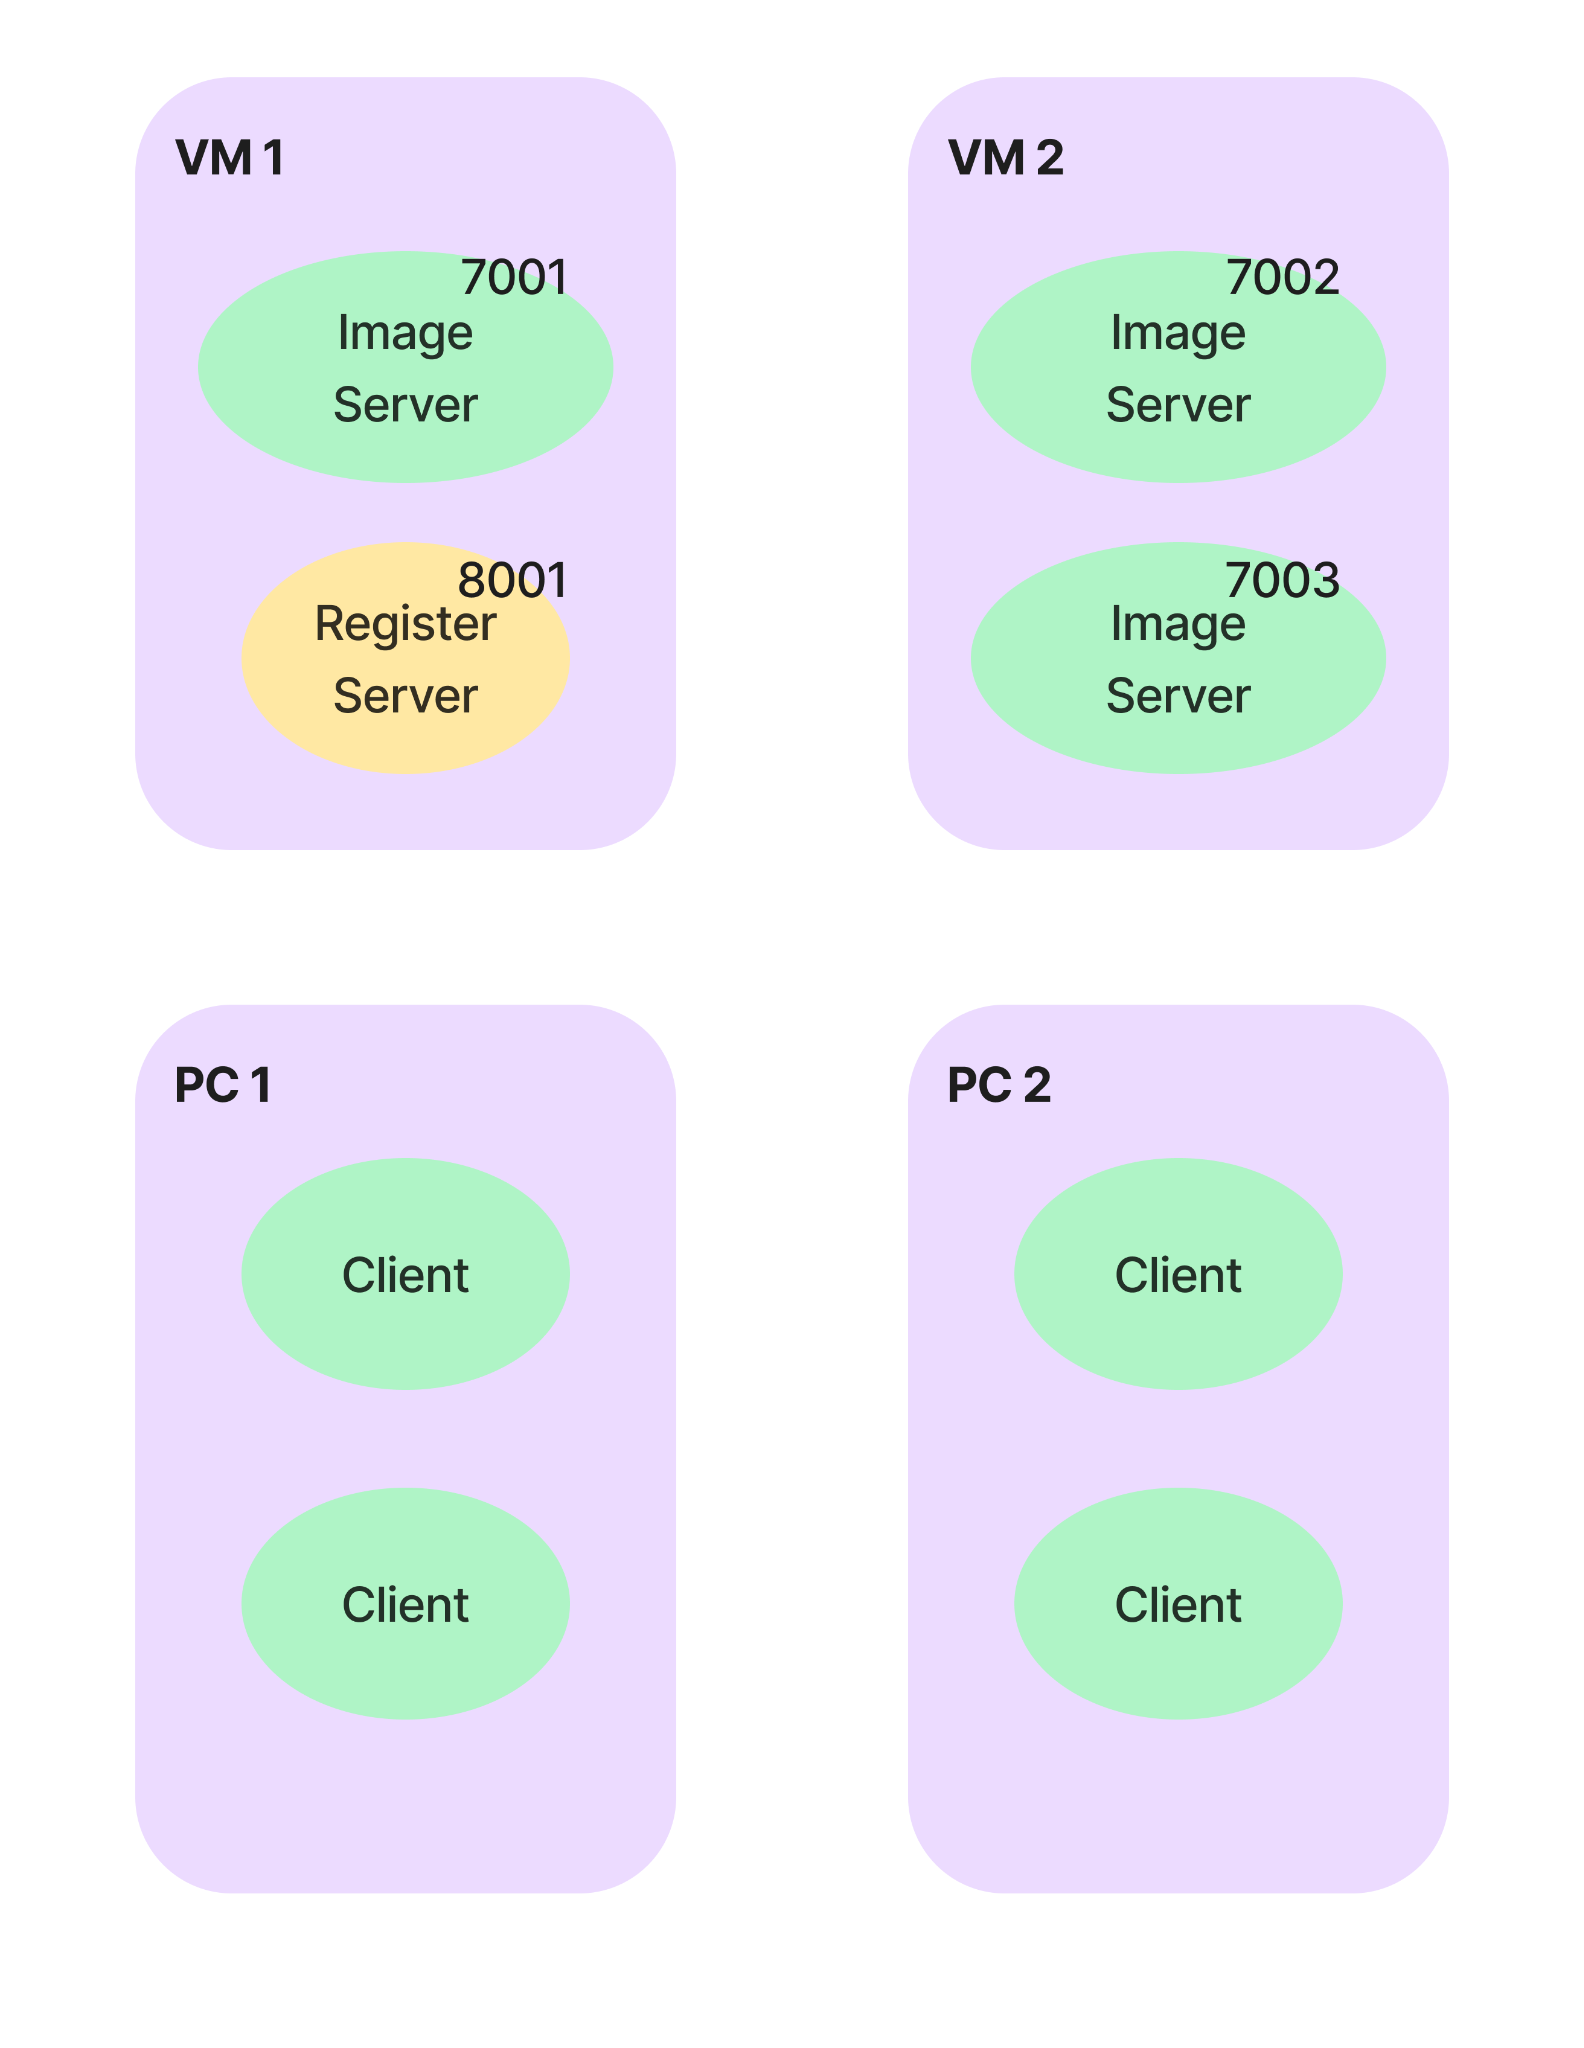 VM 1
7001
Image
Server
8001
Register
Server
VM 2
7002
Image
Server
7003
Image
Server
PC 1
Client
Client
PC 2
Client
Client